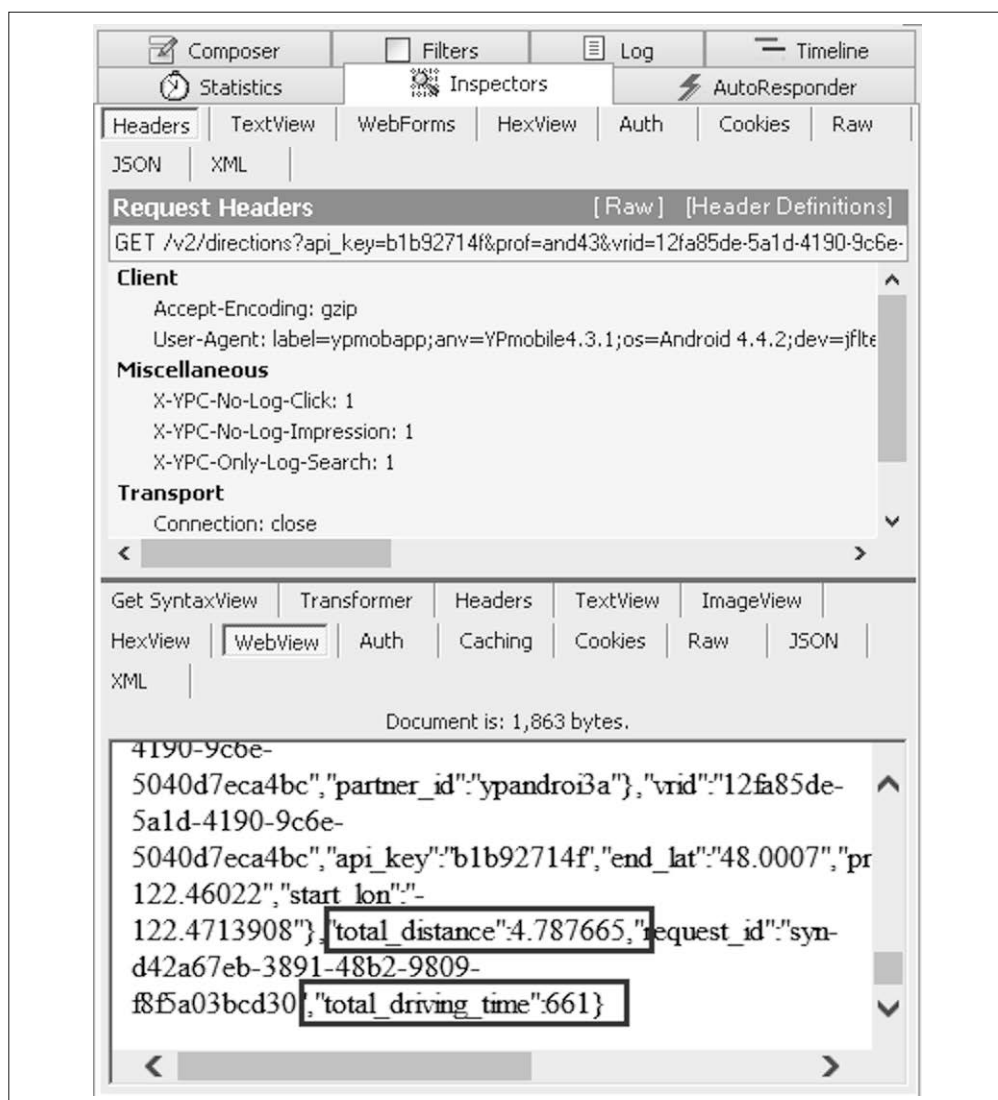 Composer Filters Log Timeline
Statistics Inspectors AutoResponder
Headers TextView WebForms HexView Auth Cookies Raw
JSON XML
Request Headers [Raw] [Header Definitions]
GET /v2/directions?api_key=b1b92714f&prof=and43&vrid=12fa85de-5a1d-4190-9c6e-
Client
Accept-Encoding: gzip
User-Agent: label=ypmobapp;anv=YPmobile4.3.1;os=Android 4.4.2;dev=jflte
Miscellaneous
X-YPC-No-Log-Click: 1
X-YPC-No-Log-Impression: 1
X-YPC-Only-Log-Search: 1
Transport
Connection: close
Get SyntaxView Transformer Headers TextView ImageView
HexView WebView Auth Caching Cookies Raw JSON
XML
Document is: 1,863 bytes.
4190-9c6e-
5040d7eca4bc","partner_id":"ypandroi3a"},"vrid":"12fa85de-
5a1d-4190-9c6e-
5040d7eca4bc","api_key":"b1b92714f","end_lat":"48.0007","pr
122.46022","start_lon":"-
122.4713908"},"total_distance":4.787665,"request_id":"syn-
d42a67eb-3891-48b2-9809-
f8f5a03bcd30","total_driving_time":661}